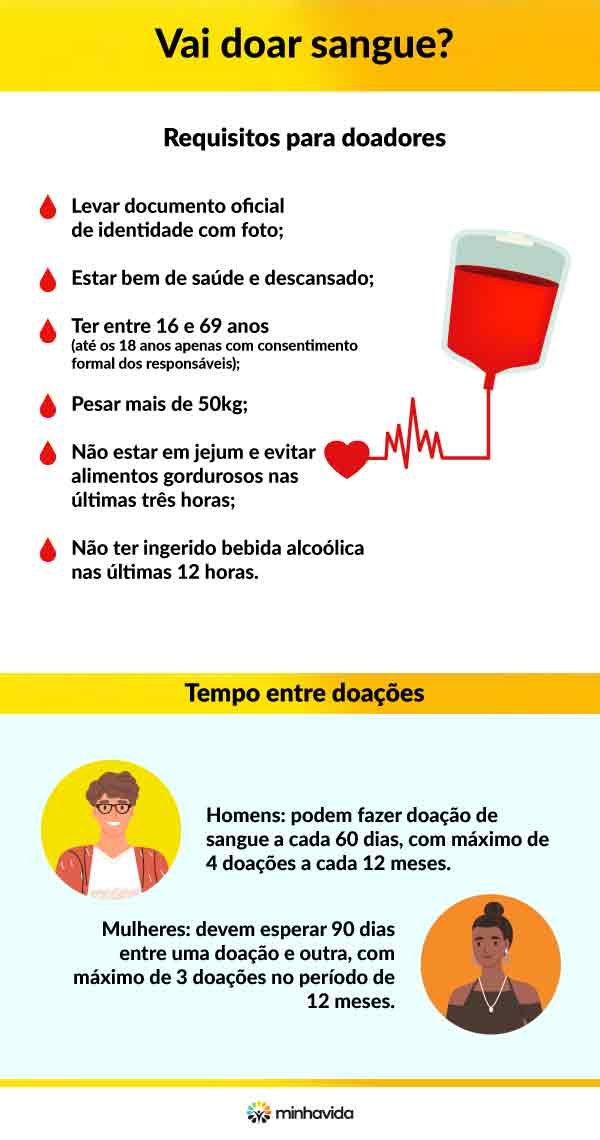 Vai doar sangue?
Requisitos para doadores
Levar documento oficial
de identidade com foto;
Estar bem de saúde e descansado;
Ter entre 16 e 69 anos
(até os 18 anos apenas com consentimento
formal dos responsáveis);
Pesar mais de 50kg;
Não estar em jejum e evitar
alimentos gordurosos nas
últimas três horas;
Não ter ingerido bebida alcoólica
nas últimas 12 horas.
Tempo entre doações
Homens: podem fazer doação de
sangue a cada 60 dias, com máximo de
4 doações a cada 12 meses.
Mulheres: devem esperar 90 dias
entre uma doação e outra, com
máximo de 3 doações no período de
12 meses.
minhavida